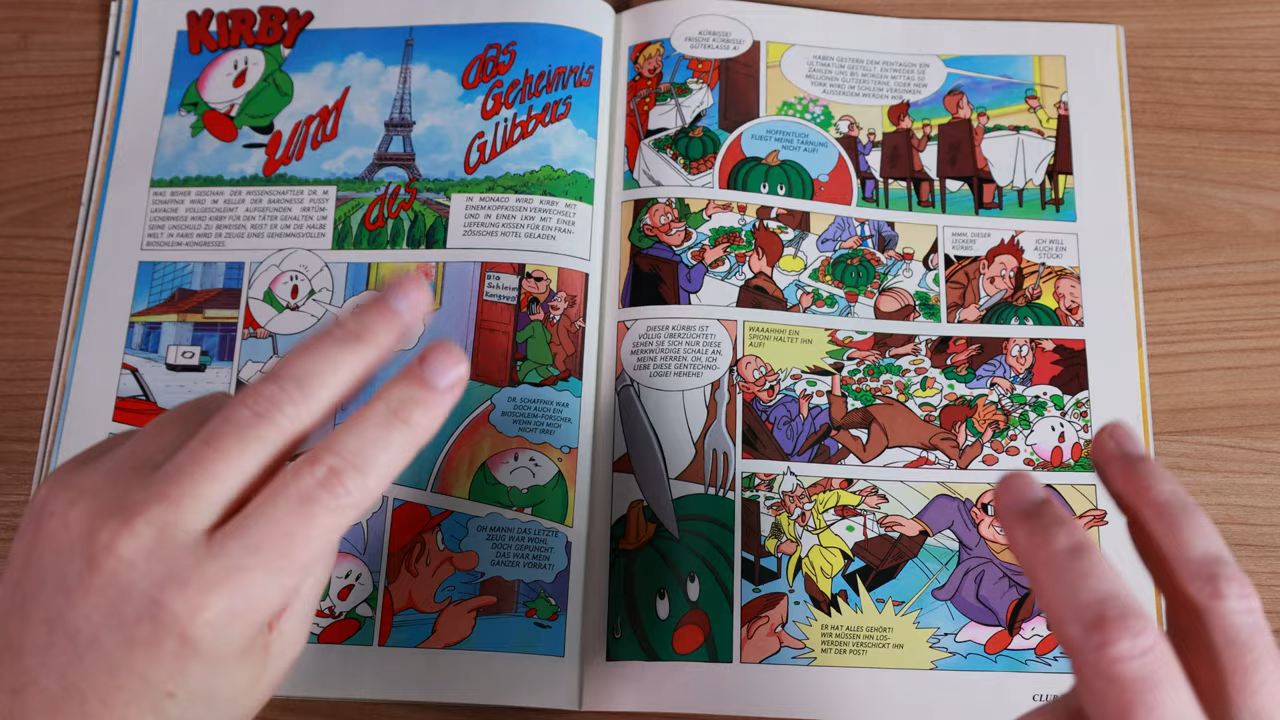 KIRBY
und
das
Geheimnis
des
Glibbers
WAS BISHER GESCHAH: DER WISSENSCHAFTLER DR. M.
SCHAFFNIX WIRD IM KELLER DER BARONESSE PUSSY
LAVACHE VOLLGESCHLEIMT AUFGEFUNDEN. IRRTÜM-
LICHERWEISE WIRD KIRBY FÜR DEN TÄTER GEHALTEN. UM
SEINE UNSCHULD ZU BEWEISEN, REIST ER UM DIE HALBE
WELT. IN PARIS WIRD ER ZEUGE EINES GEHEIMNISVOLLEN
BIOSCHLEIM-KONGRESSES.
IN MONACO WIRD KIRBY MIT
EINEM KOPFKISSEN VERWECHSELT
UND IN EINEN LKW MIT EINER
LIEFERUNG KISSEN FÜR EIN FRAN-
ZÖSISCHES HOTEL GELADEN.
Bio
Schleim
Kongress
DR. SCHAFFNIX WAR
DOCH AUCH EIN
BIOSCHLEIM-FORSCHER,
WENN ICH MICH
NICHT IRRE!
OH MANN! DAS LETZTE
ZEUG WAR WOHL
DOCH GEPUNCHT.
DAS WAR MEIN
GANZER VORRAT!
KÜRBISSE!
FRISCHE KÜRBISSE!
GÜTEKLASSE A!
HABEN GESTERN DEM PENTAGON EIN
ULTIMATUM GESTELLT. ENTWEDER SIE
ZAHLEN UNS BIS MORGEN MITTAG 50
MILLIONEN GLITZERSTERNE, ODER NEW
YORK WIRD IM SCHLEIM VERSINKEN.
AUSSERDEM WERDEN WIR...
HOFFENTLICH
FLIEGT MEINE TARNUNG
NICHT AUF!
MMM, DIESER
LECKERE
KÜRBIS...
ICH WILL
AUCH EIN
STÜCK!
DIESER KÜRBIS IST
VÖLLIG ÜBERZÜCHTET!
SEHEN SIE SICH NUR DIESE
MERKWÜRDIGE SCHALE AN,
MEINE HERREN. OH, ICH
LIEBE DIESE GENTECHNO-
LOGIE! HEHEHE!
WAAAHHH! EIN
SPION! HALTET IHN
AUF!
ER HAT ALLES GEHÖRT!
WIR MÜSSEN IHN LOS-
WERDEN! VERSCHICKT IHN
MIT DER POST!
CLUB